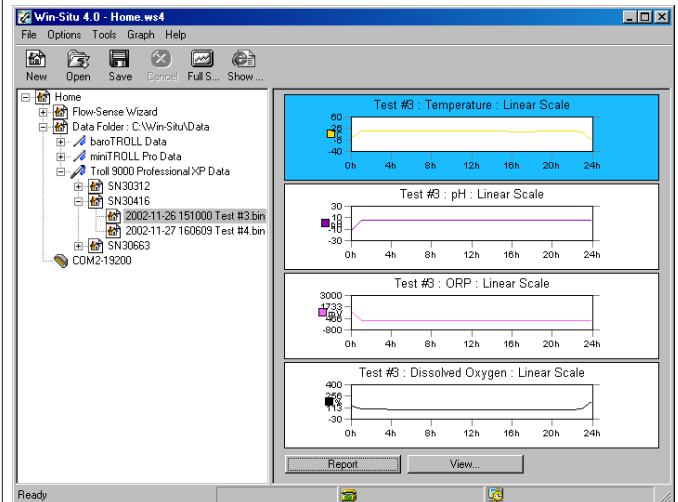 Win-Situ 4.0 - Home.ws4
File Options Tools Graph Help
New Open Save Cancel Full S... Show ...
Home
Flow-Sense Wizard
Data Folder : C:\Win-Situ\Data
baroTROLL Data
miniTROLL Pro Data
Troll 9000 Professional XP Data
SN30312
SN30416
2002-11-26 151000 Test #3.bin
2002-11-27 160609 Test #4.bin
SN30663
COM2-19200
Test #3 : Temperature : Linear Scale
60
-40
0h 4h 8h 12h 16h 20h 24h
Test #3 : pH : Linear Scale
30
10
-10
-30
0h 4h 8h 12h 16h 20h 24h
Test #3 : ORP : Linear Scale
3000
1733
466
-800
0h 4h 8h 12h 16h 20h 24h
Test #3 : Dissolved Oxygen : Linear Scale
400
256
113
-30
0h 4h 8h 12h 16h 20h 24h
Report View...
Ready